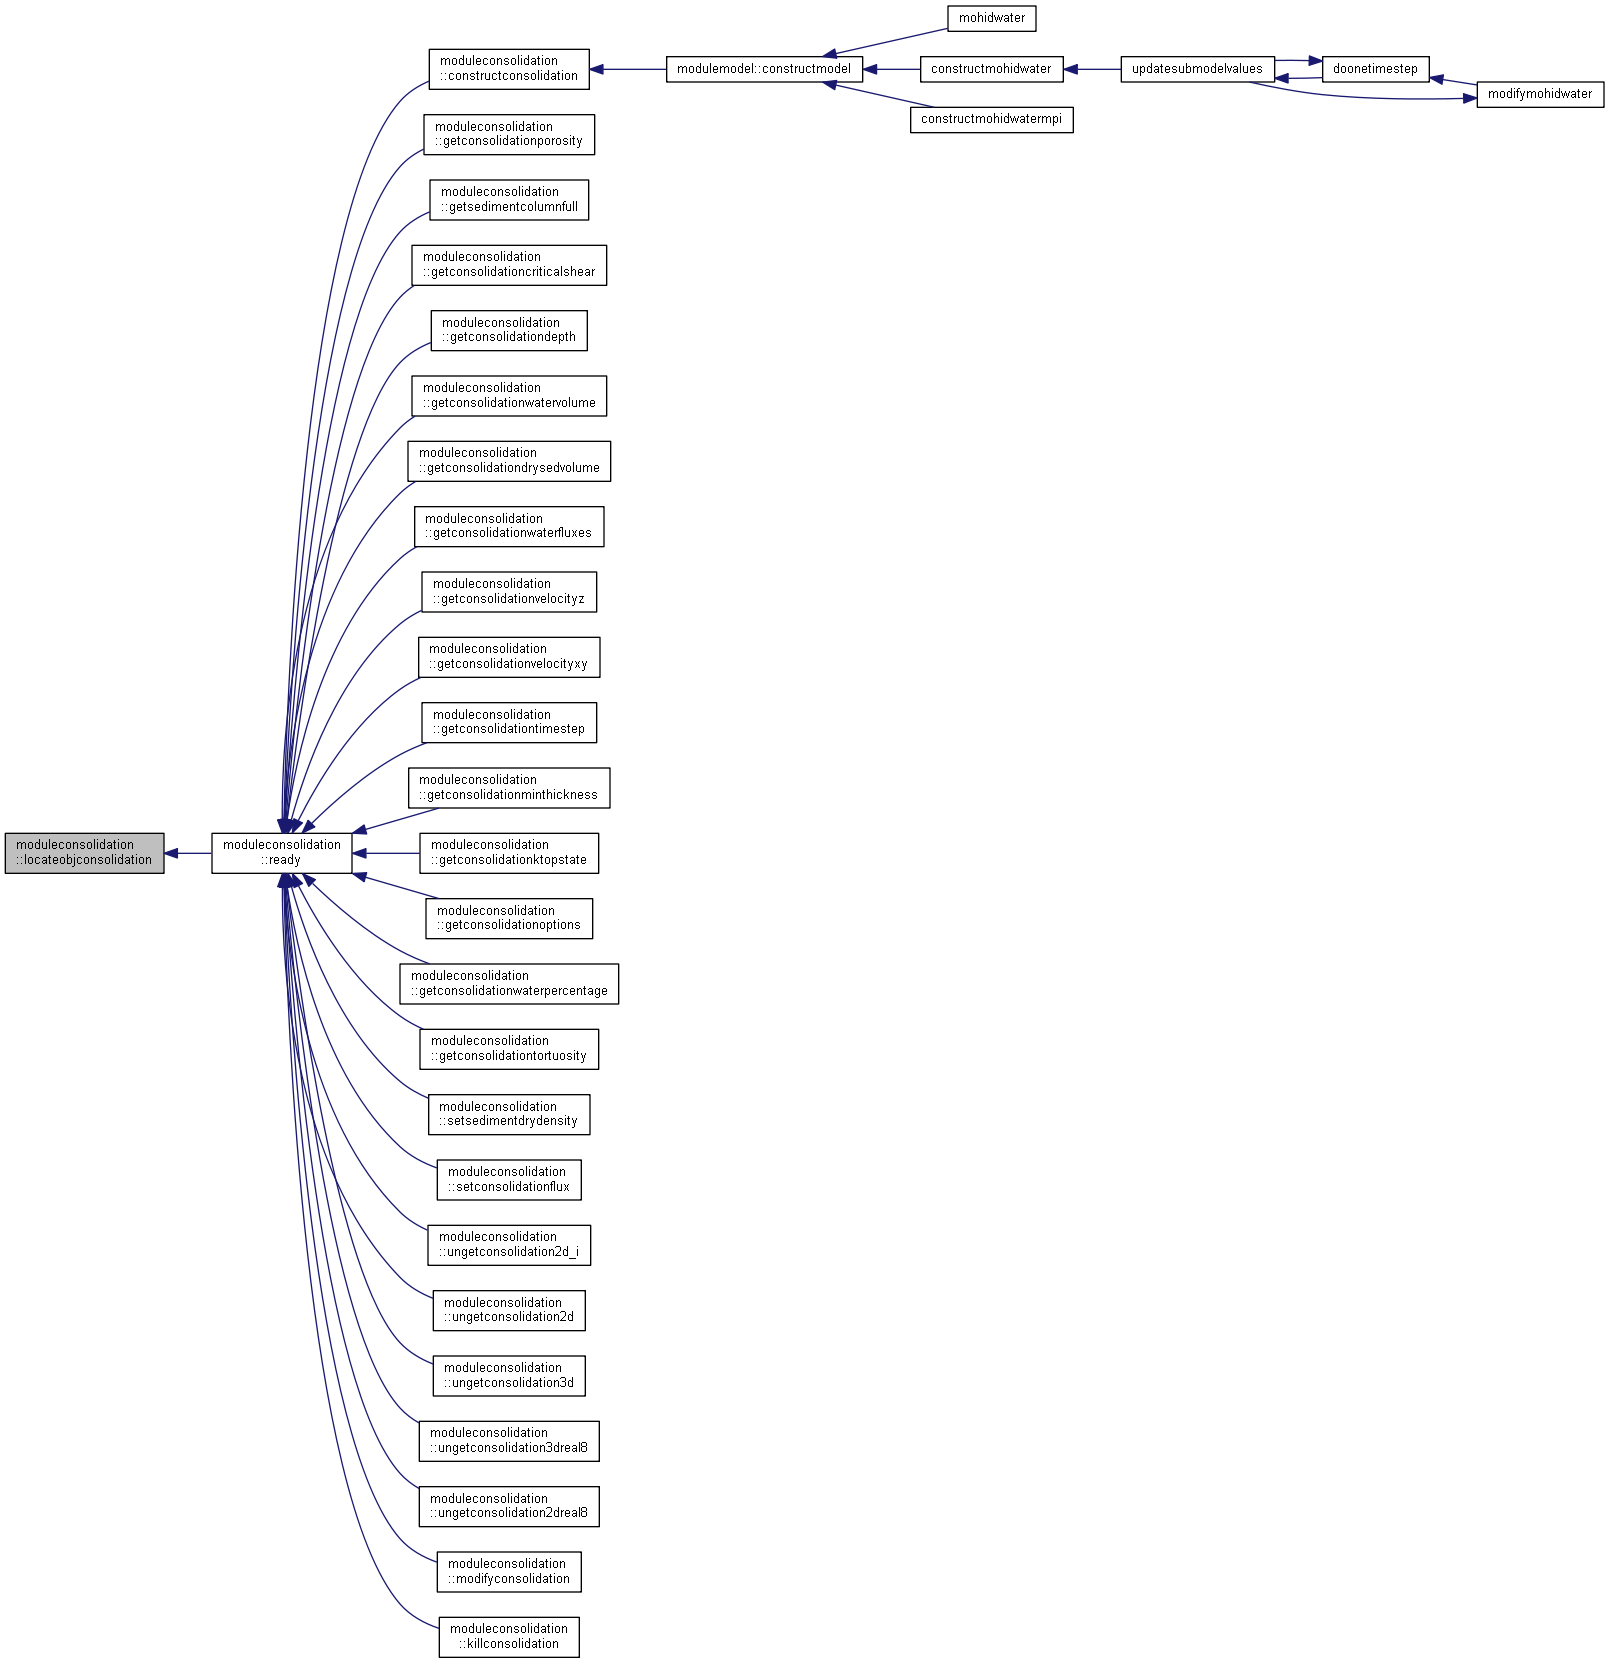 mohidwater
moduleconsolidation
::constructconsolidation
modulemodel::constructmodel
constructmohidwater
updatesubmodelvalues
doonetimestep
modifymohidwater
constructmohidwatermpi
moduleconsolidation
::getconsolidationporosity
moduleconsolidation
::getsedimentcolumnfull
moduleconsolidation
::getconsolidationcriticalshear
moduleconsolidation
::getconsolidationdepth
moduleconsolidation
::getconsolidationwatervolume
moduleconsolidation
::getconsolidationdrysedvolume
moduleconsolidation
::getconsolidationwaterfluxes
moduleconsolidation
::getconsolidationvelocityz
moduleconsolidation
::getconsolidationvelocityxy
moduleconsolidation
::getconsolidationtimestep
moduleconsolidation
::getconsolidationminthickness
moduleconsolidation
::locateobjconsolidation
moduleconsolidation
::ready
moduleconsolidation
::getconsolidationktopstate
moduleconsolidation
::getconsolidationoptions
moduleconsolidation
::getconsolidationwaterpercentage
moduleconsolidation
::getconsolidationtortuosity
moduleconsolidation
::setsedimentdrydensity
moduleconsolidation
::setconsolidationflux
moduleconsolidation
::ungetconsolidation2d_i
moduleconsolidation
::ungetconsolidation2d
moduleconsolidation
::ungetconsolidation3d
moduleconsolidation
::ungetconsolidation3dreal8
moduleconsolidation
::ungetconsolidation2dreal8
moduleconsolidation
::modifyconsolidation
moduleconsolidation
::killconsolidation